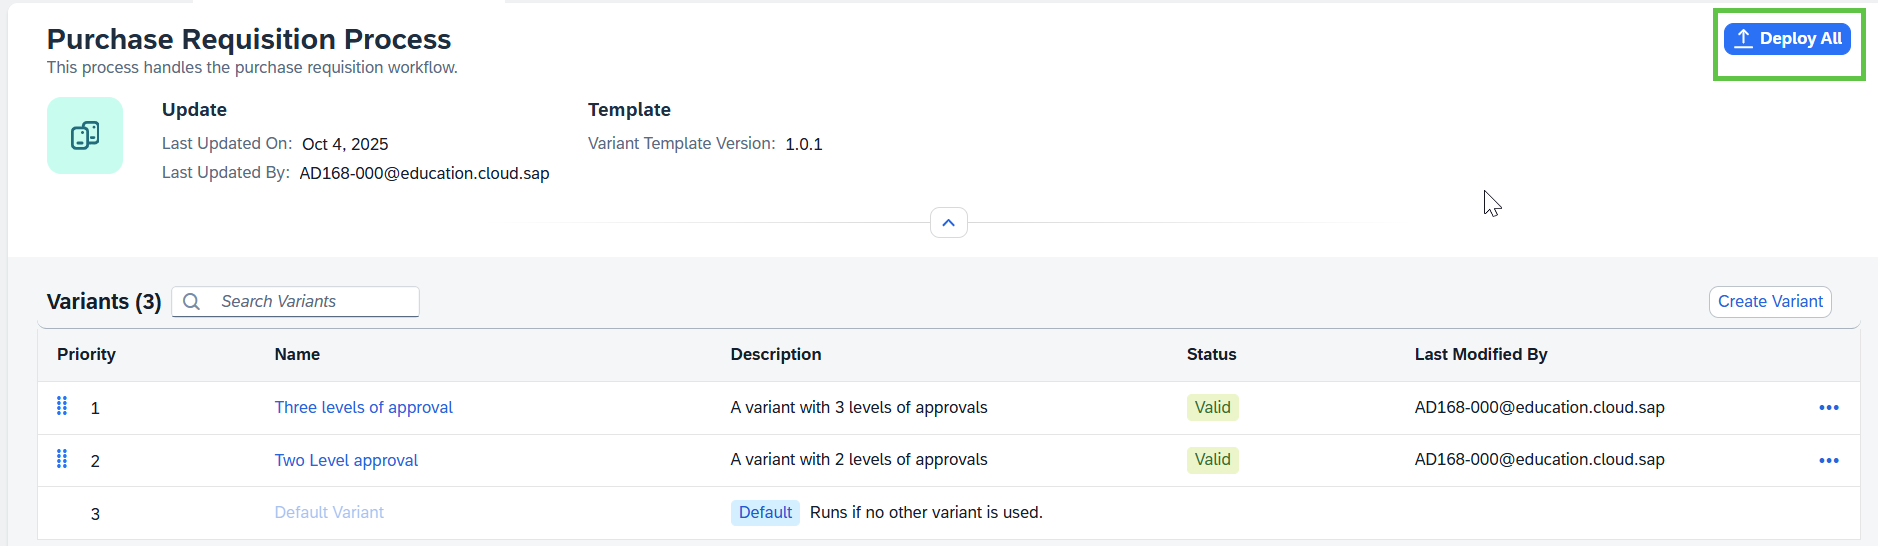 Purchase Requisition Process
Deploy All
This process handles the purchase requisition workflow.
Update
Template
Last Updated On: Oct 4, 2025
Variant Template Version: 1.0.1
Last Updated By: AD168-000@education.cloud.sap
Variants (3) Search Variants
Create Variant
Priority Name Description Status Last Modified By
1 Three levels of approval A variant with 3 levels of approvals Valid AD168-000@education.cloud.sap
2 Two Level approval A variant with 2 levels of approvals Valid AD168-000@education.cloud.sap
3 Default Variant Default Runs if no other variant is used.